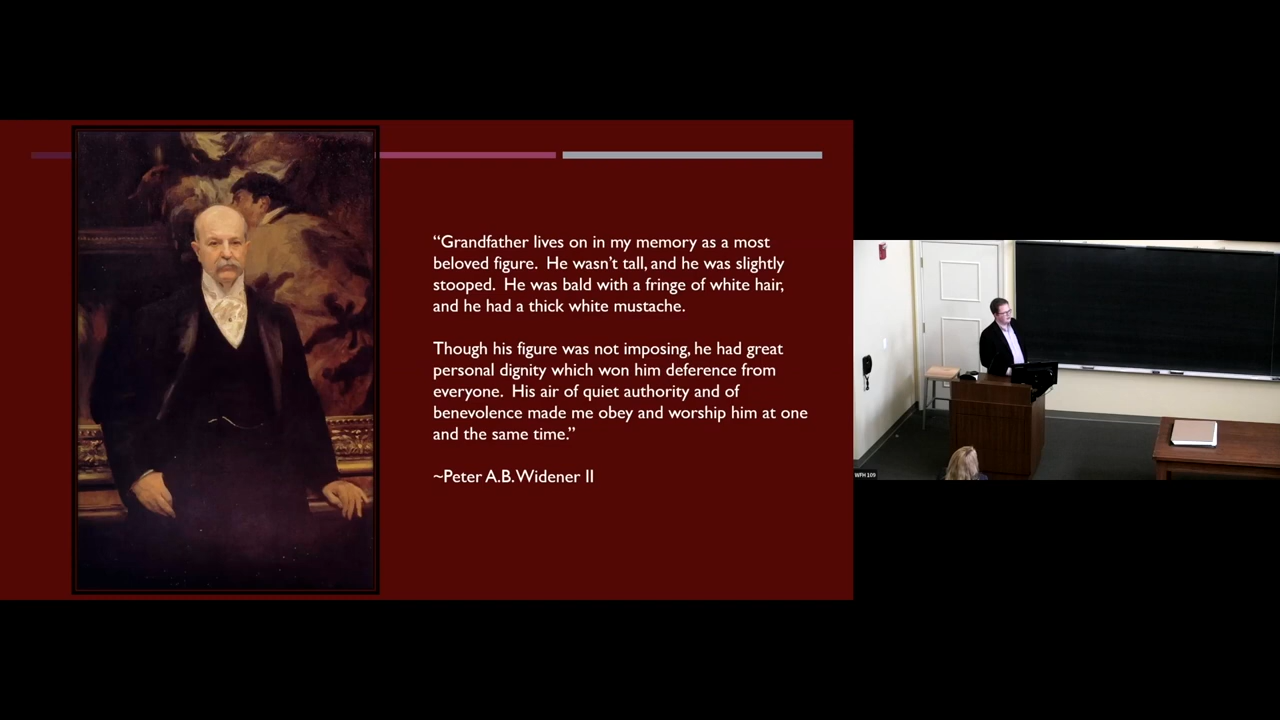 “Grandfather lives on in my memory as a most
beloved figure. He wasn’t tall, and he was slightly
stooped. He was bald with a fringe of white hair,
and he had a thick white mustache.
Though his figure was not imposing, he had great
personal dignity which won him deference from
everyone. His air of quiet authority and of
benevolence made me obey and worship him at one
and the same time.”
~Peter A.B. Widener II
WFH 109